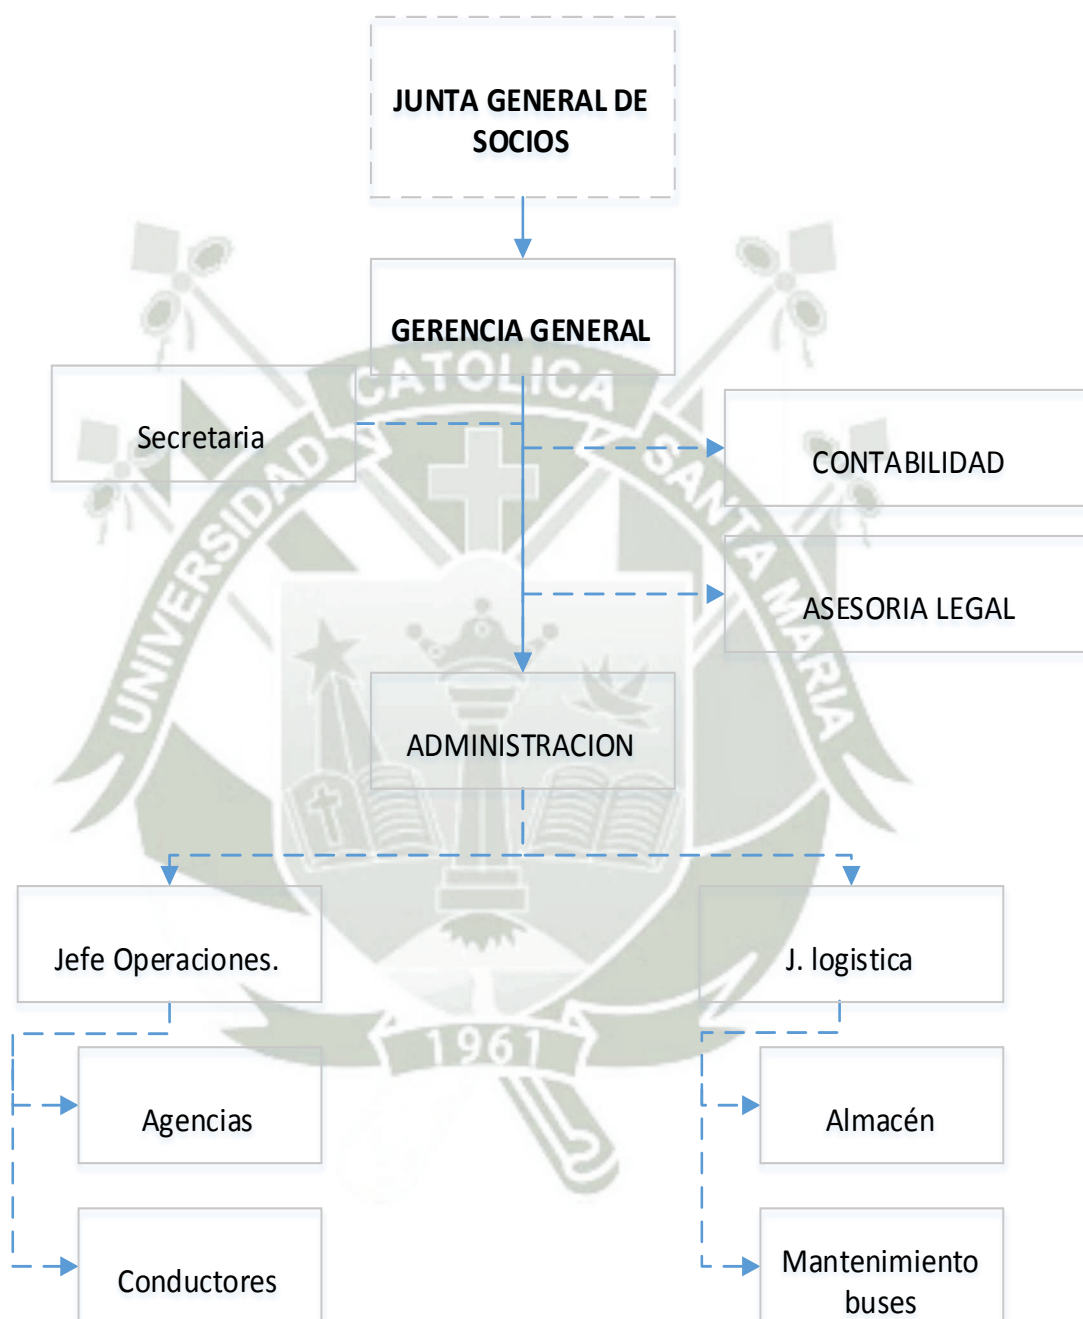 JUNTA GENERAL DE
SOCIOS
GERENCIA GENERAL
Secretaria
CONTABILIDAD
ASESORIA LEGAL
ADMINISTRACION
Jefe Operaciones.
J. logistica
Agencias
Almacén
Conductores
Mantenimiento
buses
UNIVERSIDAD
CATOLICA
SANTA MARIA
1961